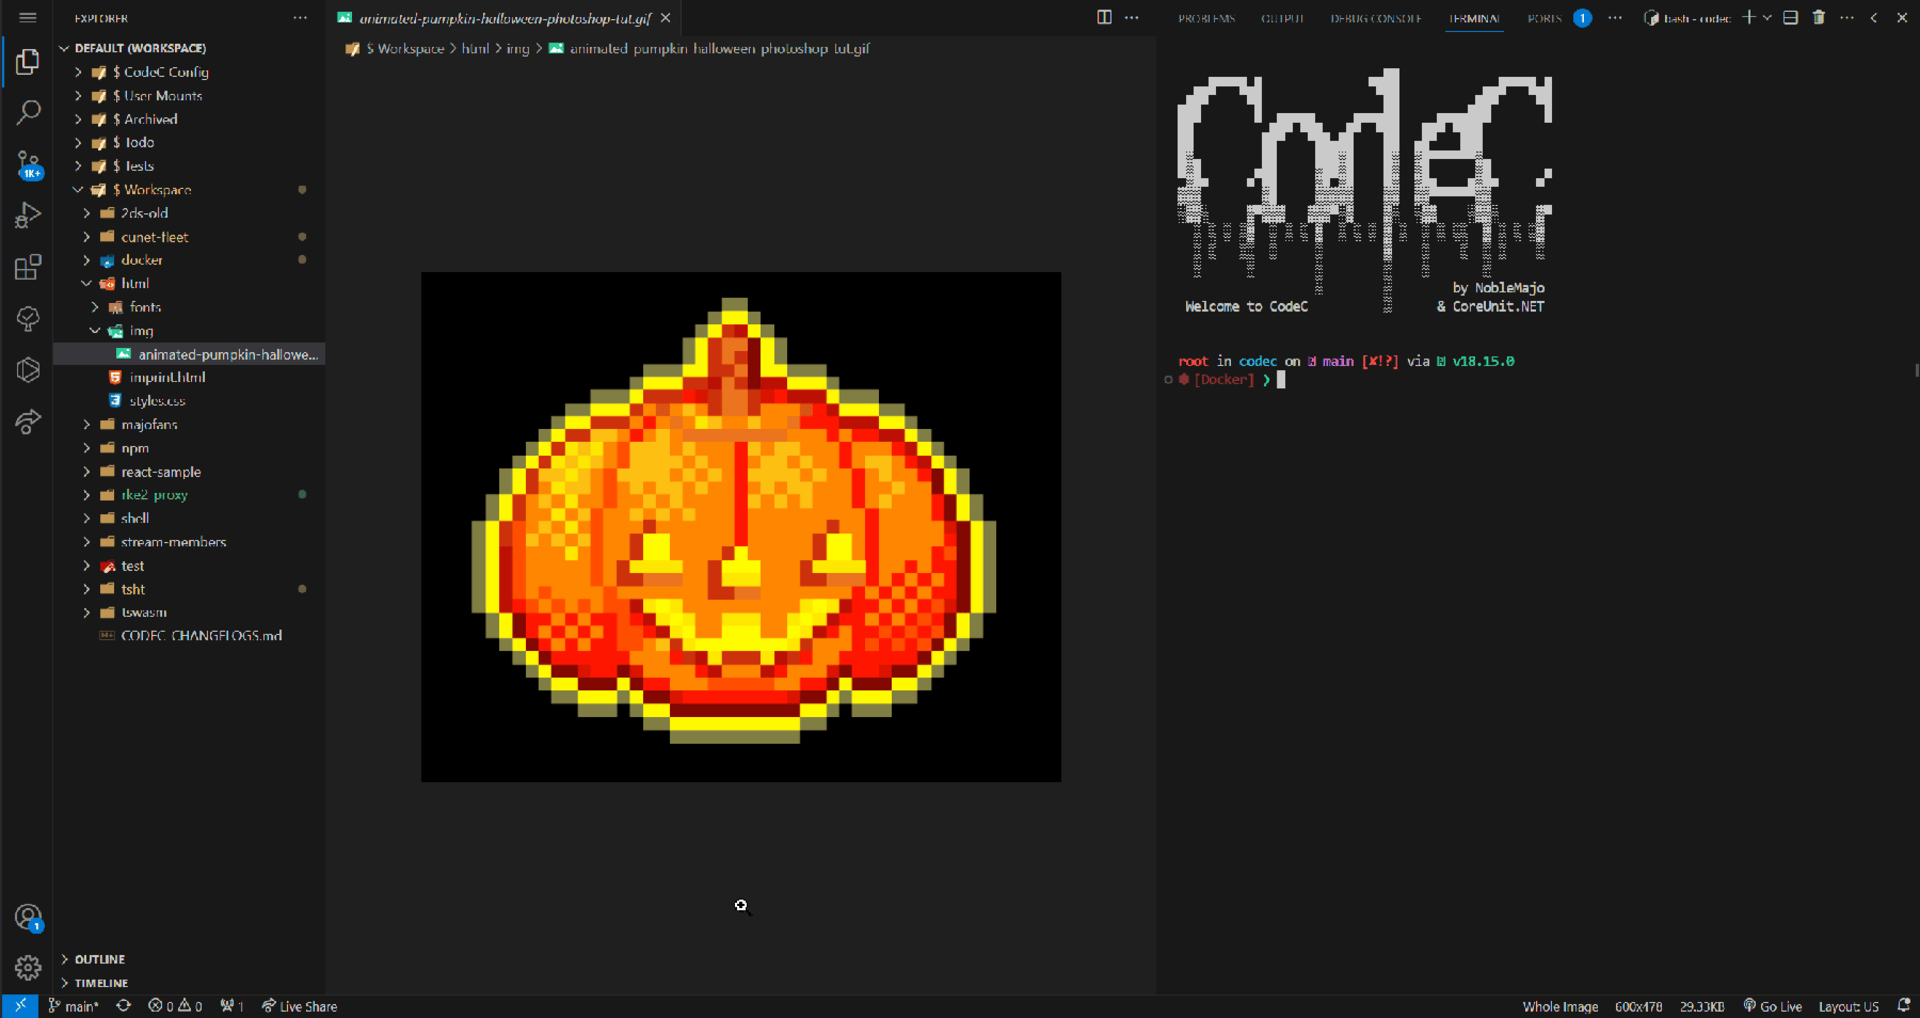 EXPLORER
DEFAULT (WORKSPACE)
$ CodeC Config
$ User Mounts
$ Archived
$ Todo
$ Tests
$ Workspace
2ds-old
cunet-fleet
docker
html
fonts
img
animated-pumpkin-hallowe...
imprint.html
styles.css
majofans
npm
react-sample
rke2_proxy
shell
stream-members
test
tsht
tswasm
CODEC_CHANGELOGS.md
OUTLINE
TIMELINE
1K+
1
animated-pumpkin-halloween-photoshop-tut.gif
$ Workspace > html > img > animated-pumpkin-halloween-photoshop-tut.gif
PROBLEMS OUTPUT DEBUG CONSOLE TERMINAL PORTS 1 bash - codec
CodeC
by NobleMajo
Welcome to CodeC & CoreUnit.NET
root in codec on main [✘!?] via v18.15.0
[Docker] ❯
main* 0 0 1 Live Share Whole Image 600x478 29.33KB Go Live Layout: US